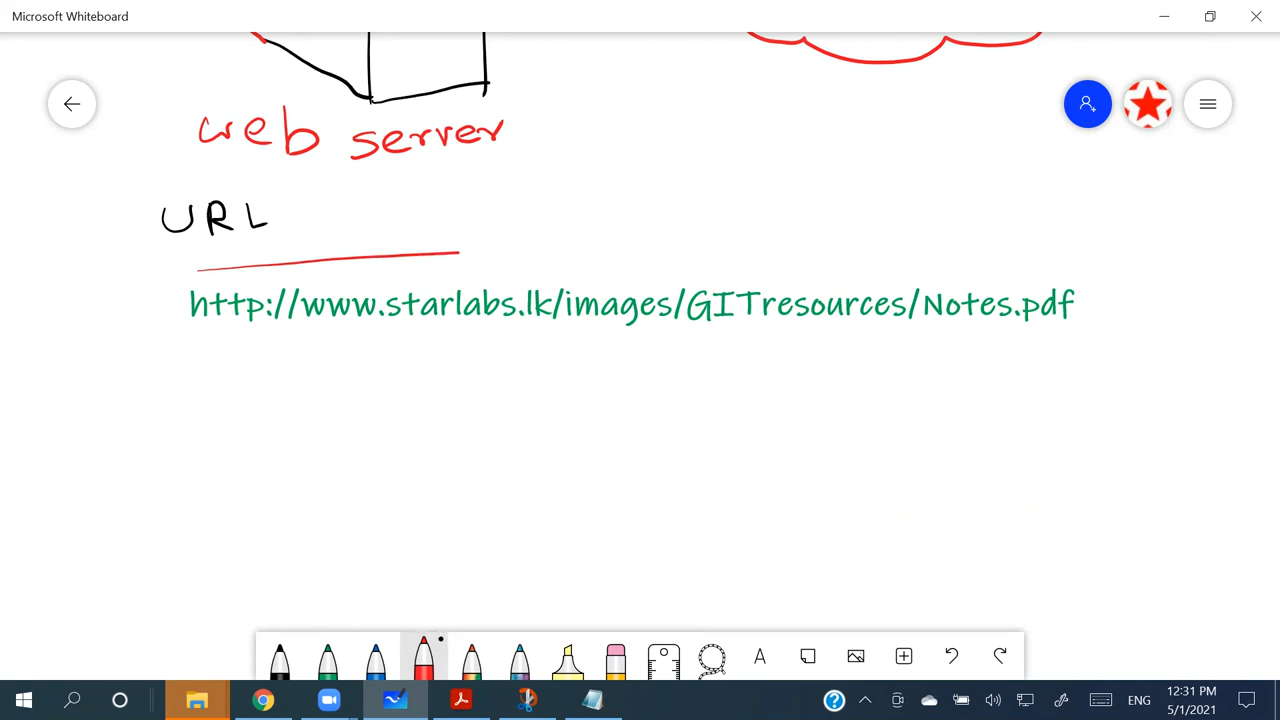 Microsoft Whiteboard
web server
URL
http://www.starlabs.lk/images/GITresources/Notes.pdf
A
ENG
12:31 PM
5/1/2021